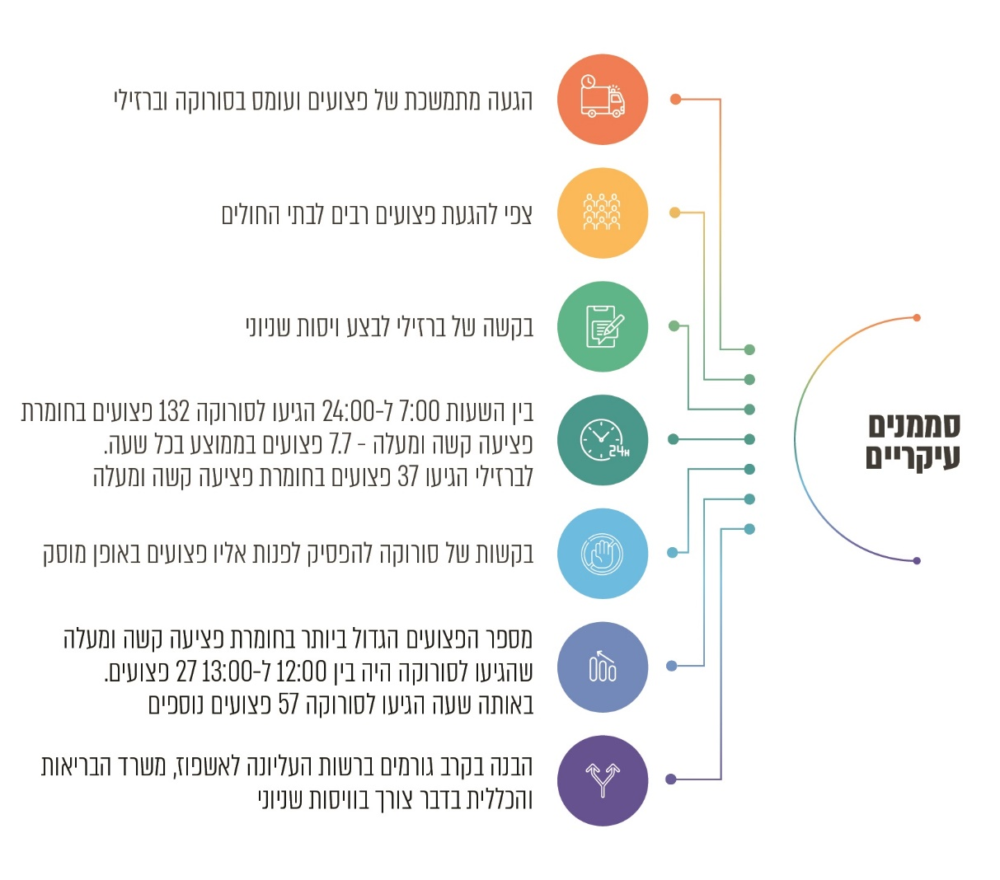 סממנים
עיקריים
הגעה מתמשכת של פצועים ועומס בסורוקה וברזילי
צפי להגעת פצועים רבים לבתי החולים
בקשה של ברזילי לבצע ויסות שניוני
בין השעות 7:00 ל-24:00 הגיעו לסורוקה 132 פצועים בחומרת
פציעה קשה ומעלה - 7.7 פצועים בממוצע בכל שעה.
לברזילי הגיעו 37 פצועים בחומרת פציעה קשה ומעלה
24H
בקשות של סורוקה להפסיק לפנות אליו פצועים באופן מוסק
מספר הפצועים הגדול ביותר בחומרת פציעה קשה ומעלה
שהגיעו לסורוקה היה בין 12:00 ל-13:00 27 פצועים.
באותה שעה הגיעו לסורוקה 57 פצועים נוספים
הבנה בקרב גורמים ברשות העליונה לאשפוז, משרד הבריאות
והכללית בדבר צורך בוויסות שניוני